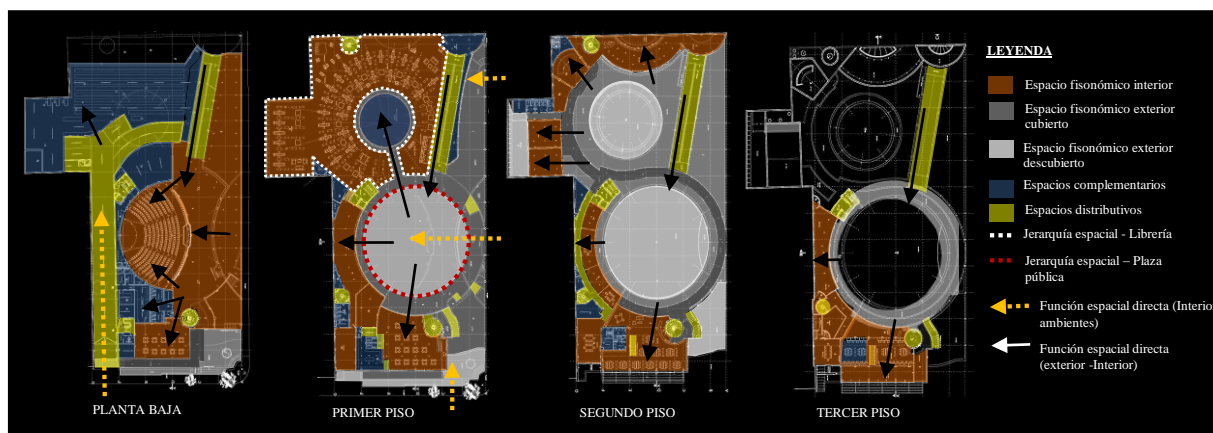 LEYENDA
Espacio fisonómico interior
Espacio fisonómico exterior
cubierto
Espacio fisonómico exterior
descubierto
Espacios complementarios
Espacios distributivos
Jerarquía espacial - Librería
Jerarquía espacial – Plaza
pública
Función espacial directa (Interior
ambientes)
Función espacial directa
(exterior -Interior)
PLANTA BAJA
PRIMER PISO
SEGUNDO PISO
TERCER PISO